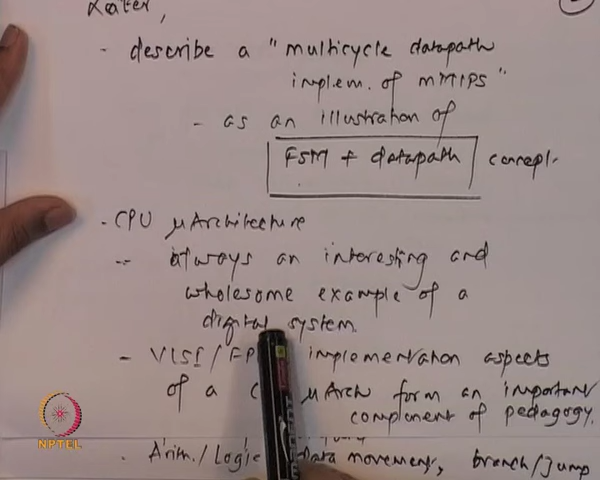 Later,
- describe a "multicycle datapath
implem. of mMIPS"
- as an illustration of
FSM + datapath concept.
- CPU μArchitecture
- always an interesting and
wholesome example of a
digital system.
- VLSI / FP implementation aspects
of a μArch form an important
component of pedagogy.
- Arim./Logic data movement, branch/Jump
NPTEL